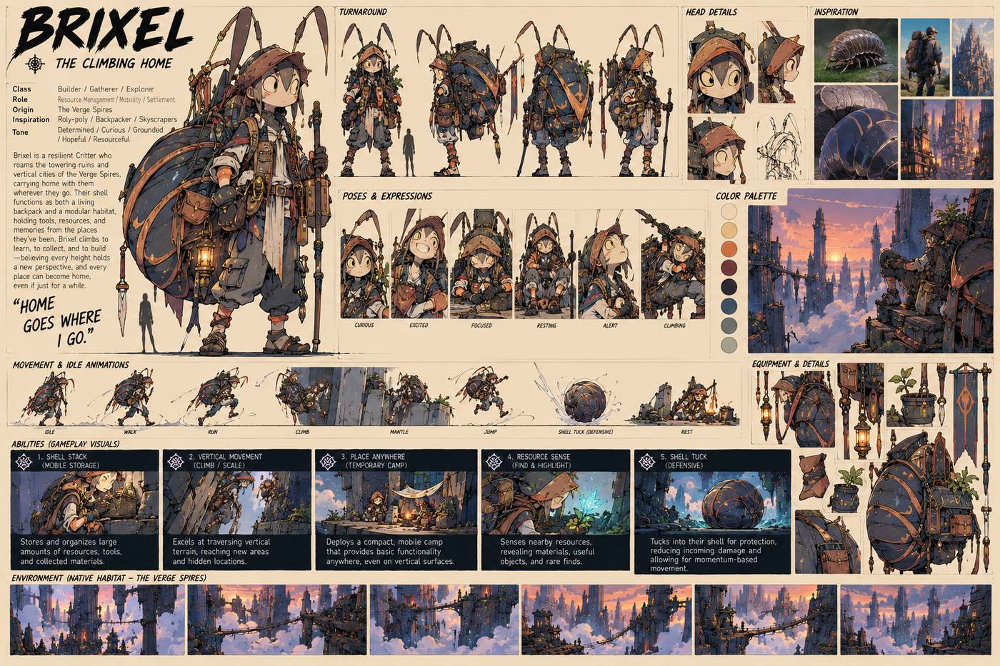 BRIXEL
THE CLIMBING HOME
Class Builder / Gatherer / Explorer
Role Resource Management / Mobility / Settlement
Origin The Verge Spires
Inspiration Roly-poly / Backpacker / Skyscrapers
Tone Determined / Curious / Grounded
/ Hopeful / Resourceful
Brixel is a resilient Critter who
roams the towering ruins and
vertical cities of the Verge Spires,
carrying home with them
wherever they go. Their shell
functions as both a living
backpack and a modular habitat,
holding tools, resources, and
memories from the places
they've been. Brixel climbs to
learn, to collect, and to build
—believing every height holds
a new perspective, and every
place can become home,
even if just for a while.
"HOME
GOES WHERE
I GO."
TURNAROUND
HEAD DETAILS
INSPIRATION
POSES & EXPRESSIONS
CURIOUS
EXCITED
FOCUSED
RESTING
ALERT
CLIMBING
COLOR PALETTE
MOVEMENT & IDLE ANIMATIONS
IDLE
WALK
RUN
CLIMB
MANTLE
JUMP
SHELL TUCK (DEFENSIVE)
REST
EQUIPMENT & DETAILS
ABILITIES (GAMEPLAY VISUALS)
1. SHELL STACK
(MOBILE STORAGE)
Stores and organizes large
amounts of resources, tools,
and collected materials.
2. VERTICAL MOVEMENT
(CLIMB / SCALE)
Excels at traversing vertical
terrain, reaching new areas
and hidden locations.
3. PLACE ANYWHERE
(TEMPORARY CAMP)
Deploys a compact, mobile camp
that provides basic functionality
anywhere, even on vertical surfaces.
4. RESOURCE SENSE
(FIND & HIGHLIGHT)
Senses nearby resources,
revealing materials, useful
objects, and rare finds.
5. SHELL TUCK
(DEFENSIVE)
Tucks into their shell for protection,
reducing incoming damage and
allowing for momentum-based
movement.
ENVIRONMENT (NATIVE HABITAT – THE VERGE SPIRES)